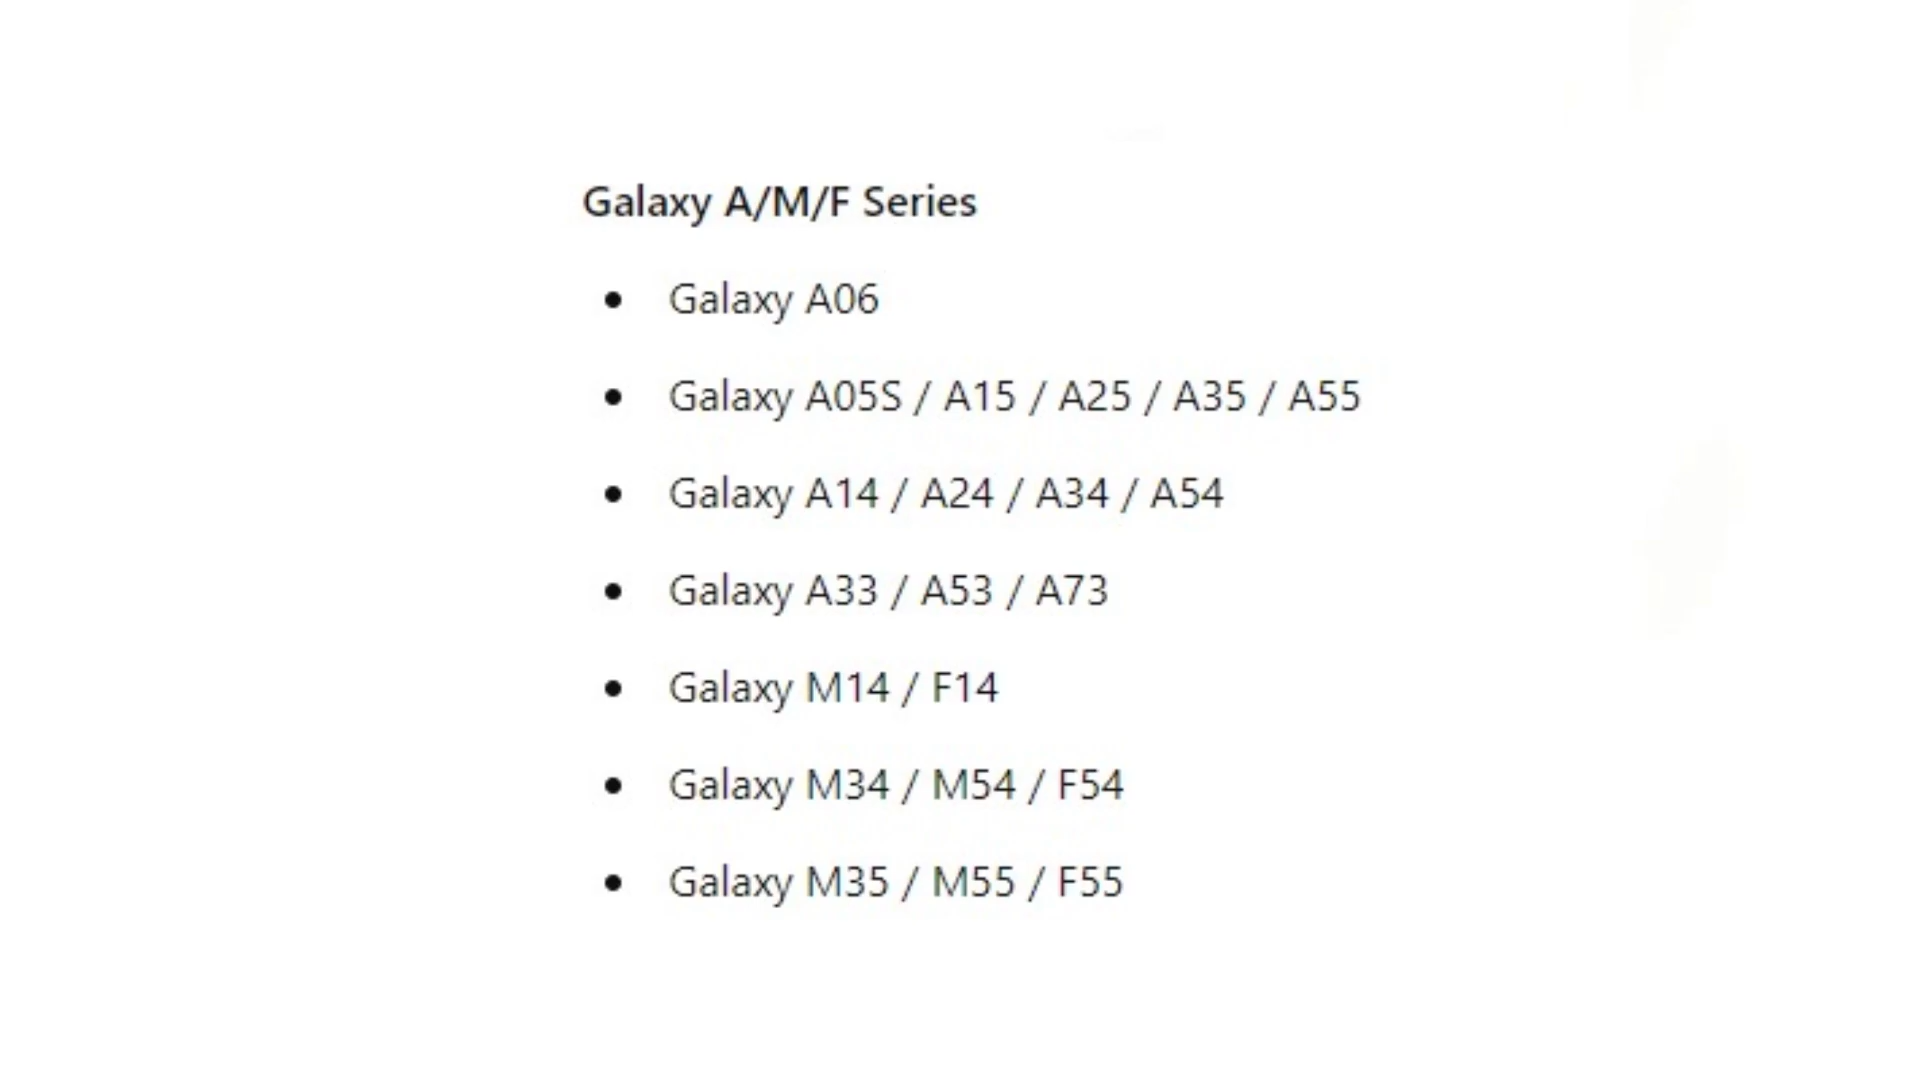 Galaxy A/M/F Series
• Galaxy A06
• Galaxy A05S / A15 / A25 / A35 / A55
• Galaxy A14 / A24 / A34 / A54
• Galaxy A33 / A53 / A73
• Galaxy M14 / F14
• Galaxy M34 / M54 / F54
• Galaxy M35 / M55 / F55